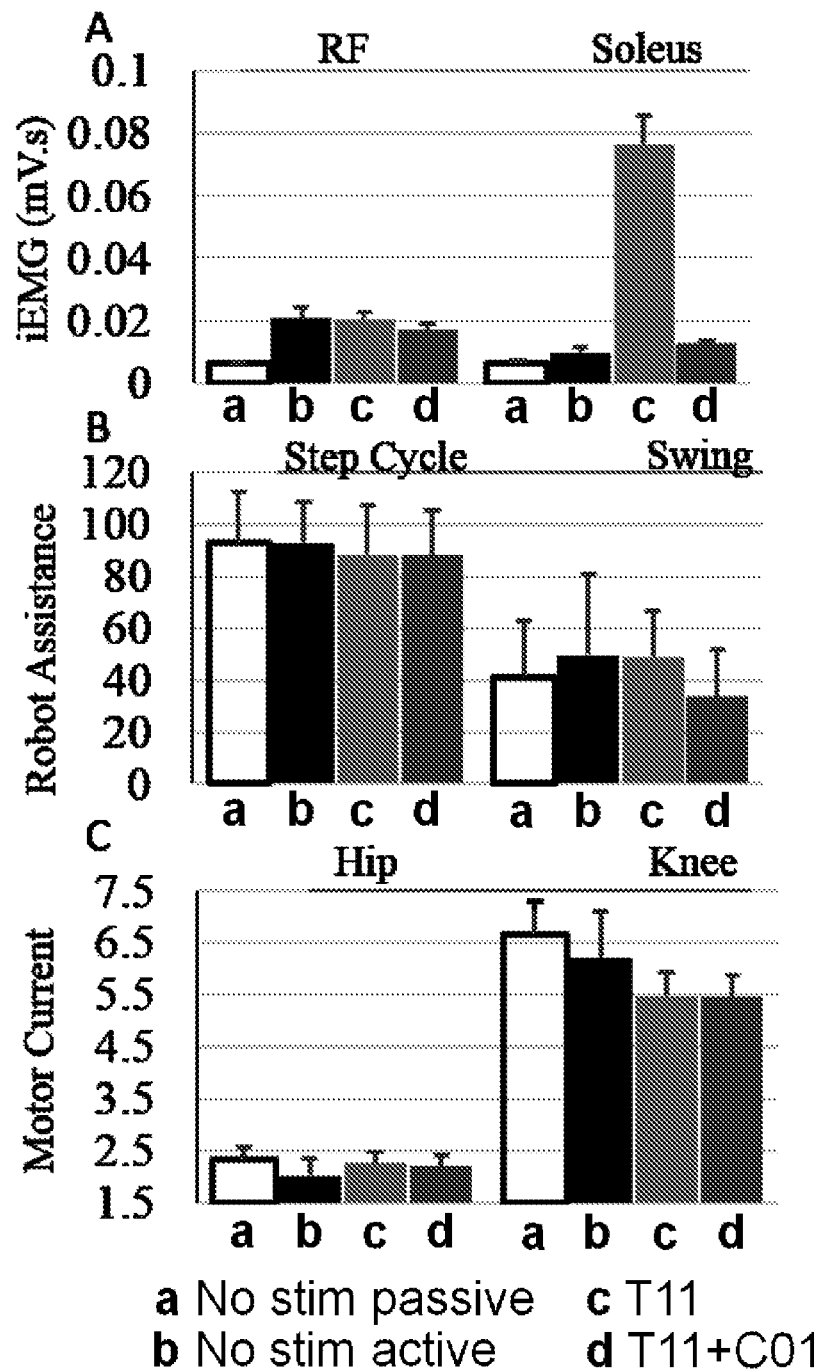 A
RF Soleus
iEMG (mV.s)
0.1
0.08
0.06
0.04
0.02
0
a b c d a b c d
B
Step Cycle Swing
Robot Assistance
120
100
80
60
40
20
0
a b c d a b c d
C
Hip Knee
Motor Current
7.5
6.5
5.5
4.5
3.5
2.5
1.5
a b c d a b c d
a No stim passive c T11
b No stim active d T11+C01